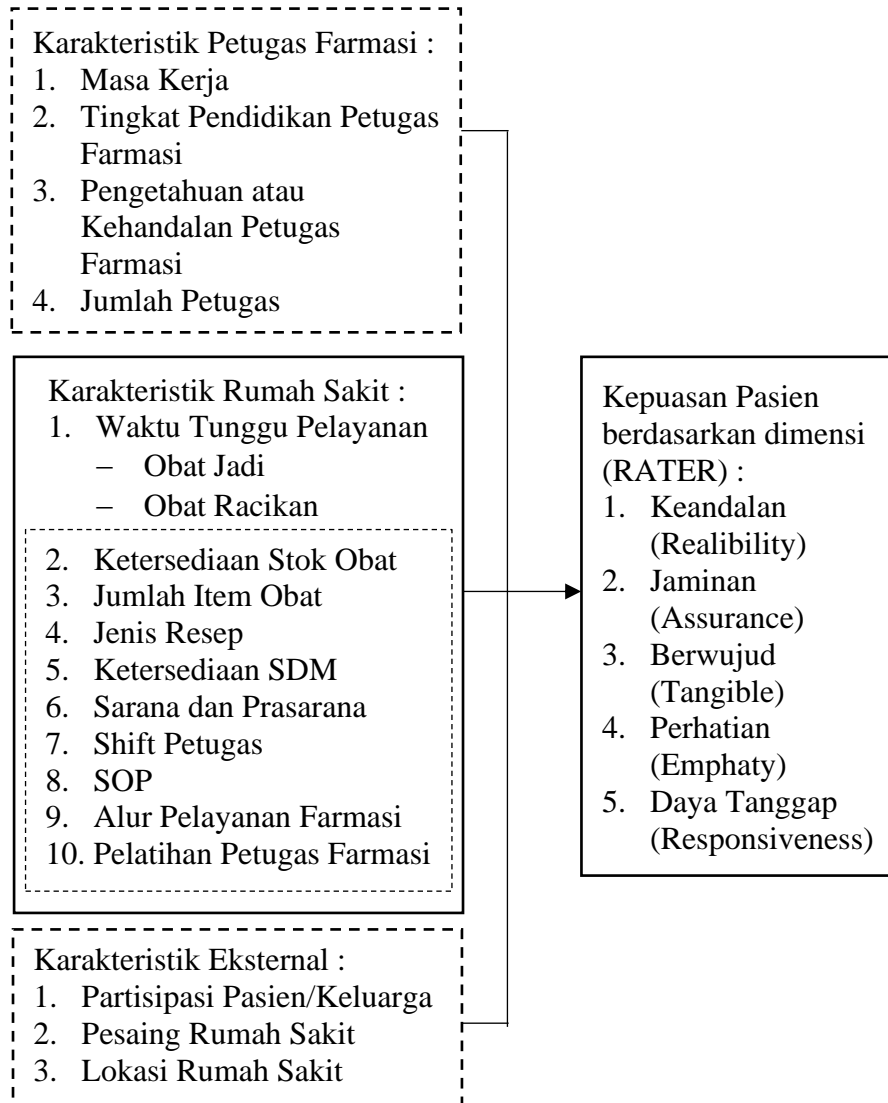 Karakteristik Petugas Farmasi :
1. Masa Kerja
2. Tingkat Pendidikan Petugas
Farmasi
3. Pengetahuan atau
Kehandalan Petugas
Farmasi
4. Jumlah Petugas
Karakteristik Rumah Sakit :
1. Waktu Tunggu Pelayanan
– Obat Jadi
– Obat Racikan
2. Ketersediaan Stok Obat
3. Jumlah Item Obat
4. Jenis Resep
5. Ketersediaan SDM
6. Sarana dan Prasarana
7. Shift Petugas
8. SOP
9. Alur Pelayanan Farmasi
10. Pelatihan Petugas Farmasi
Karakteristik Eksternal :
1. Partisipasi Pasien/Keluarga
2. Pesaing Rumah Sakit
3. Lokasi Rumah Sakit
Kepuasan Pasien
berdasarkan dimensi
(RATER) :
1. Keandalan
(Realibility)
2. Jaminan
(Assurance)
3. Berwujud
(Tangible)
4. Perhatian
(Emphaty)
5. Daya Tanggap
(Responsiveness)